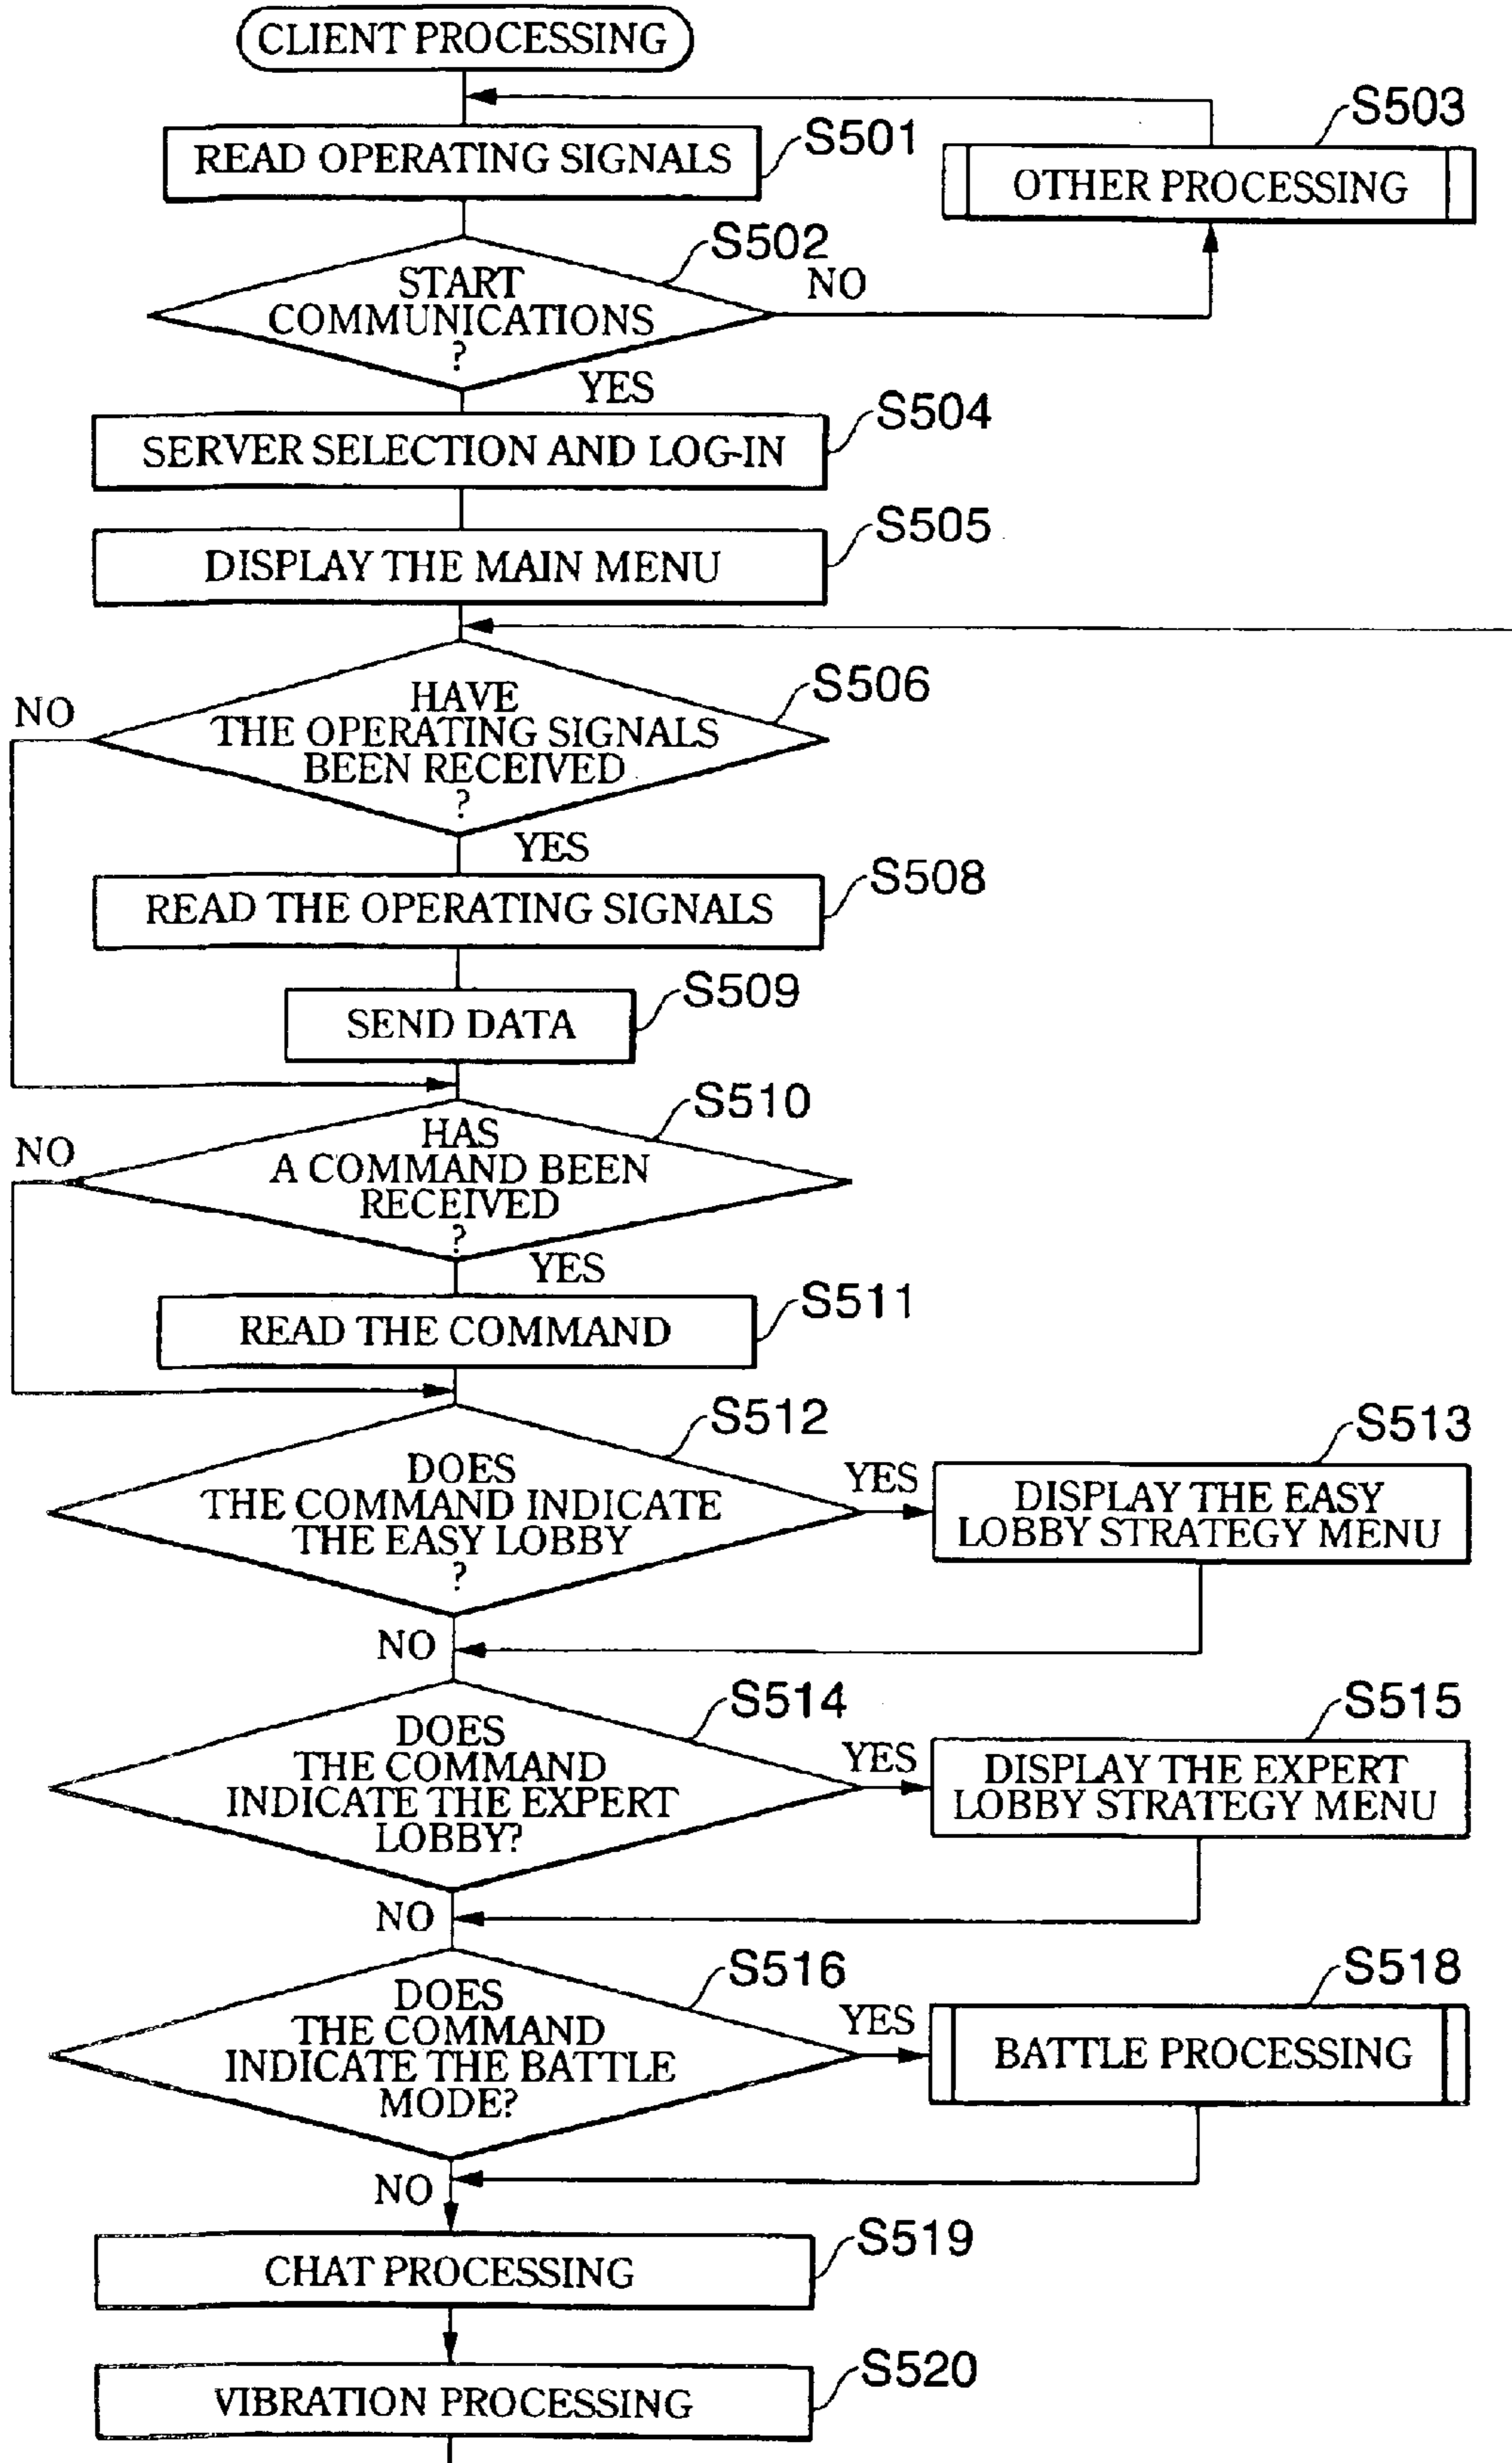 CLIENT PROCESSING
S501
READ OPERATING SIGNALS
S503
OTHER PROCESSING
S502
START
COMMUNICATIONS
?
NO
YES
S504
SERVER SELECTION AND LOG-IN
S505
DISPLAY THE MAIN MENU
S506
HAVE
THE OPERATING SIGNALS
BEEN RECEIVED
?
NO
YES
S508
READ THE OPERATING SIGNALS
S509
SEND DATA
S510
HAS
A COMMAND BEEN
RECEIVED
?
NO
YES
S511
READ THE COMMAND
S512
DOES
THE COMMAND INDICATE
THE EASY LOBBY
?
YES
S513
DISPLAY THE EASY
LOBBY STRATEGY MENU
NO
S514
DOES
THE COMMAND
INDICATE THE EXPERT
LOBBY?
YES
S515
DISPLAY THE EXPERT
LOBBY STRATEGY MENU
NO
S516
DOES
THE COMMAND
INDICATE THE BATTLE
MODE?
YES
S518
BATTLE PROCESSING
NO
S519
CHAT PROCESSING
S520
VIBRATION PROCESSING